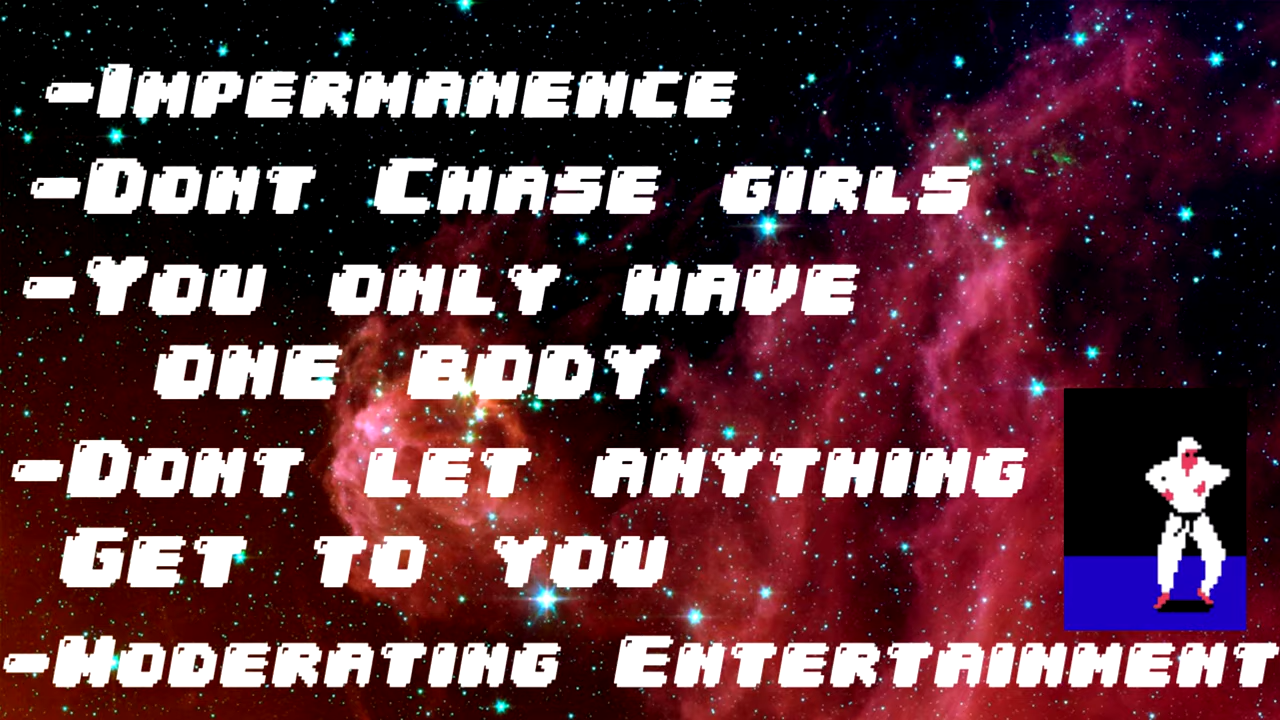 -Impermanence
-Dont Chase girls
-You only have
one body
-Dont let anything
Get to you
-Moderating Entertainment